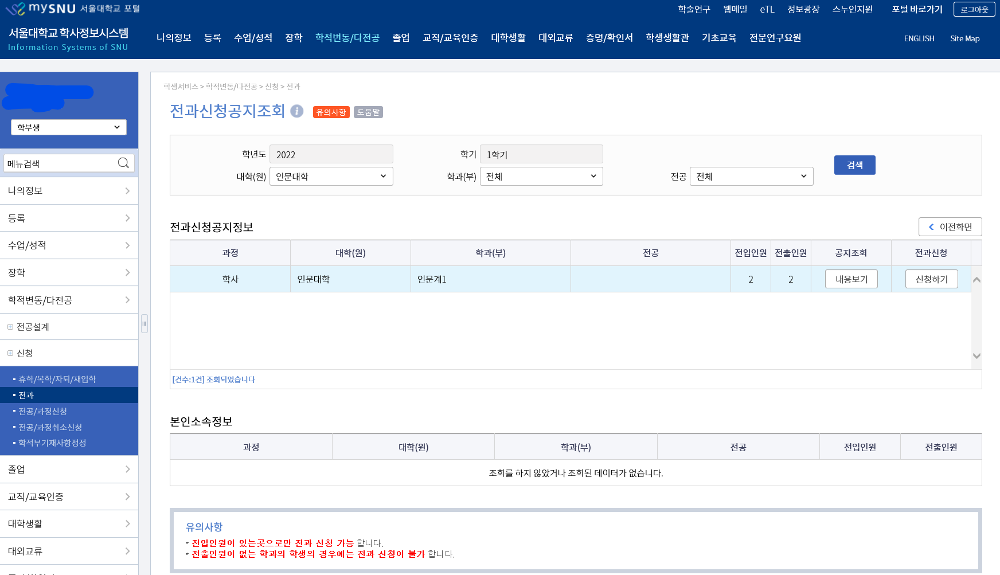 mySNU 서울대학교 포털
학술연구 웹메일 eTL 정보광장 스누인지원 포털 바로가기 로그아웃
서울대학교 학사정보시스템
Information Systems of SNU
나의정보 등록 수업/성적 장학 학적변동/다전공 졸업 교직/교육인증 대학생활 대외교류 증명/확인서 학생생활관 기초교육 전문연구요원
ENGLISH Site Map
학부생
메뉴검색
나의정보
등록
수업/성적
장학
학적변동/다전공
전공설계
신청
휴학/복학/자퇴/재입학
전과
전공/과정신청
전공/과정취소신청
학적부기재사항정정
졸업
교직/교육인증
대학생활
대외교류
학생서비스 > 학적변동/다전공 > 신청 > 전과
전과신청공지조회 i 유의사항 도움말
학년도 2022 학기 1학기
대학(원) 인문대학 학과(부) 전체 전공 전체
검색
전과신청공지정보
이전화면
과정 대학(원) 학과(부) 전공 전입인원 전출인원 공지조회 전과신청
학사 인문대학 인문계1 2 2 내용보기 신청하기
[건수:1건] 조회되었습니다
본인소속정보
과정 대학(원) 학과(부) 전공 전입인원 전출인원
조회를 하지 않았거나 조회된 데이터가 없습니다.
유의사항
* 전입인원이 있는곳으로만 전과 신청 가능 합니다.
* 전출인원이 없는 학과의 학생의 경우에는 전과 신청이 불가 합니다.